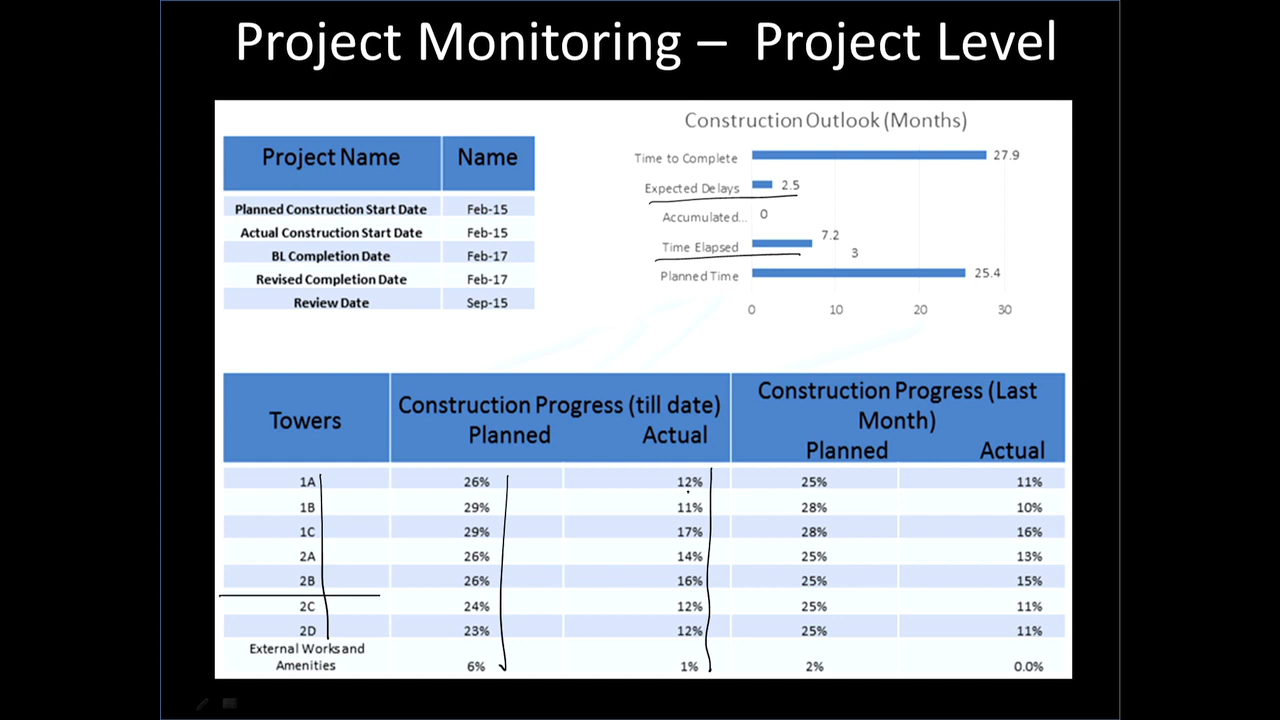 Project Monitoring – Project Level
Project Name Name
Planned Construction Start Date Feb-15
Actual Construction Start Date Feb-15
BL Completion Date Feb-17
Revised Completion Date Feb-17
Review Date Sep-15
Construction Outlook (Months)
Time to Complete 27.9
Expected Delays 2.5
Accumulated... 0
Time Elapsed 7.2
3
Planned Time 25.4
0 10 20 30
Towers
Construction Progress (till date)
Planned Actual
Construction Progress (Last
Month)
Planned Actual
1A 26% 12% 25% 11%
1B 29% 11% 28% 10%
1C 29% 17% 28% 16%
2A 26% 14% 25% 13%
2B 26% 16% 25% 15%
2C 24% 12% 25% 11%
2D 23% 12% 25% 11%
External Works and
Amenities 6% 1% 2% 0.0%